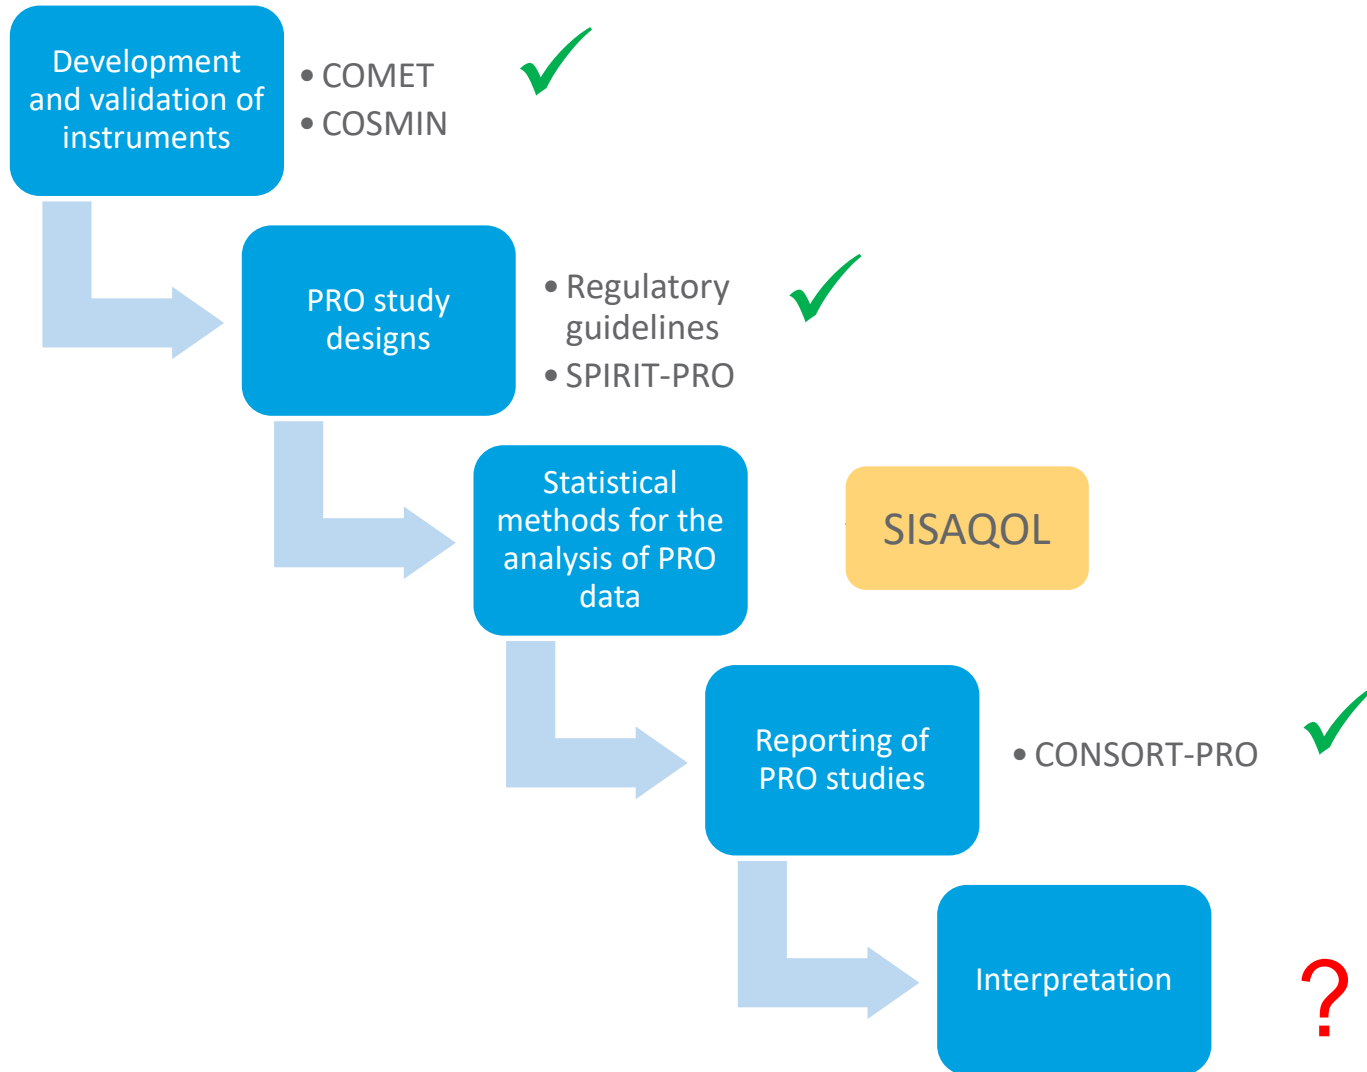 Development
and validation of
instruments
• COMET
• COSMIN
PRO study
designs
• Regulatory
guidelines
• SPIRIT-PRO
Statistical
methods for the
analysis of PRO
data
SISAQOL
Reporting of
PRO studies
• CONSORT-PRO
Interpretation
?